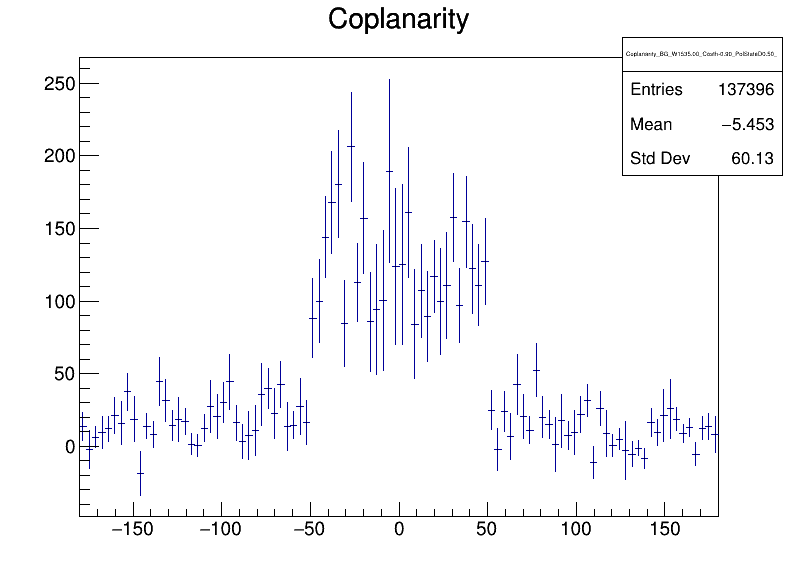 Coplanarity
Coplanarity_BG_W1535.00_Costh-0.90_PolStateD0.50_
Entries 137396
Mean −5.453
Std Dev 60.13
250
200
150
100
50
0
−150 −100 −50 0 50 100 150